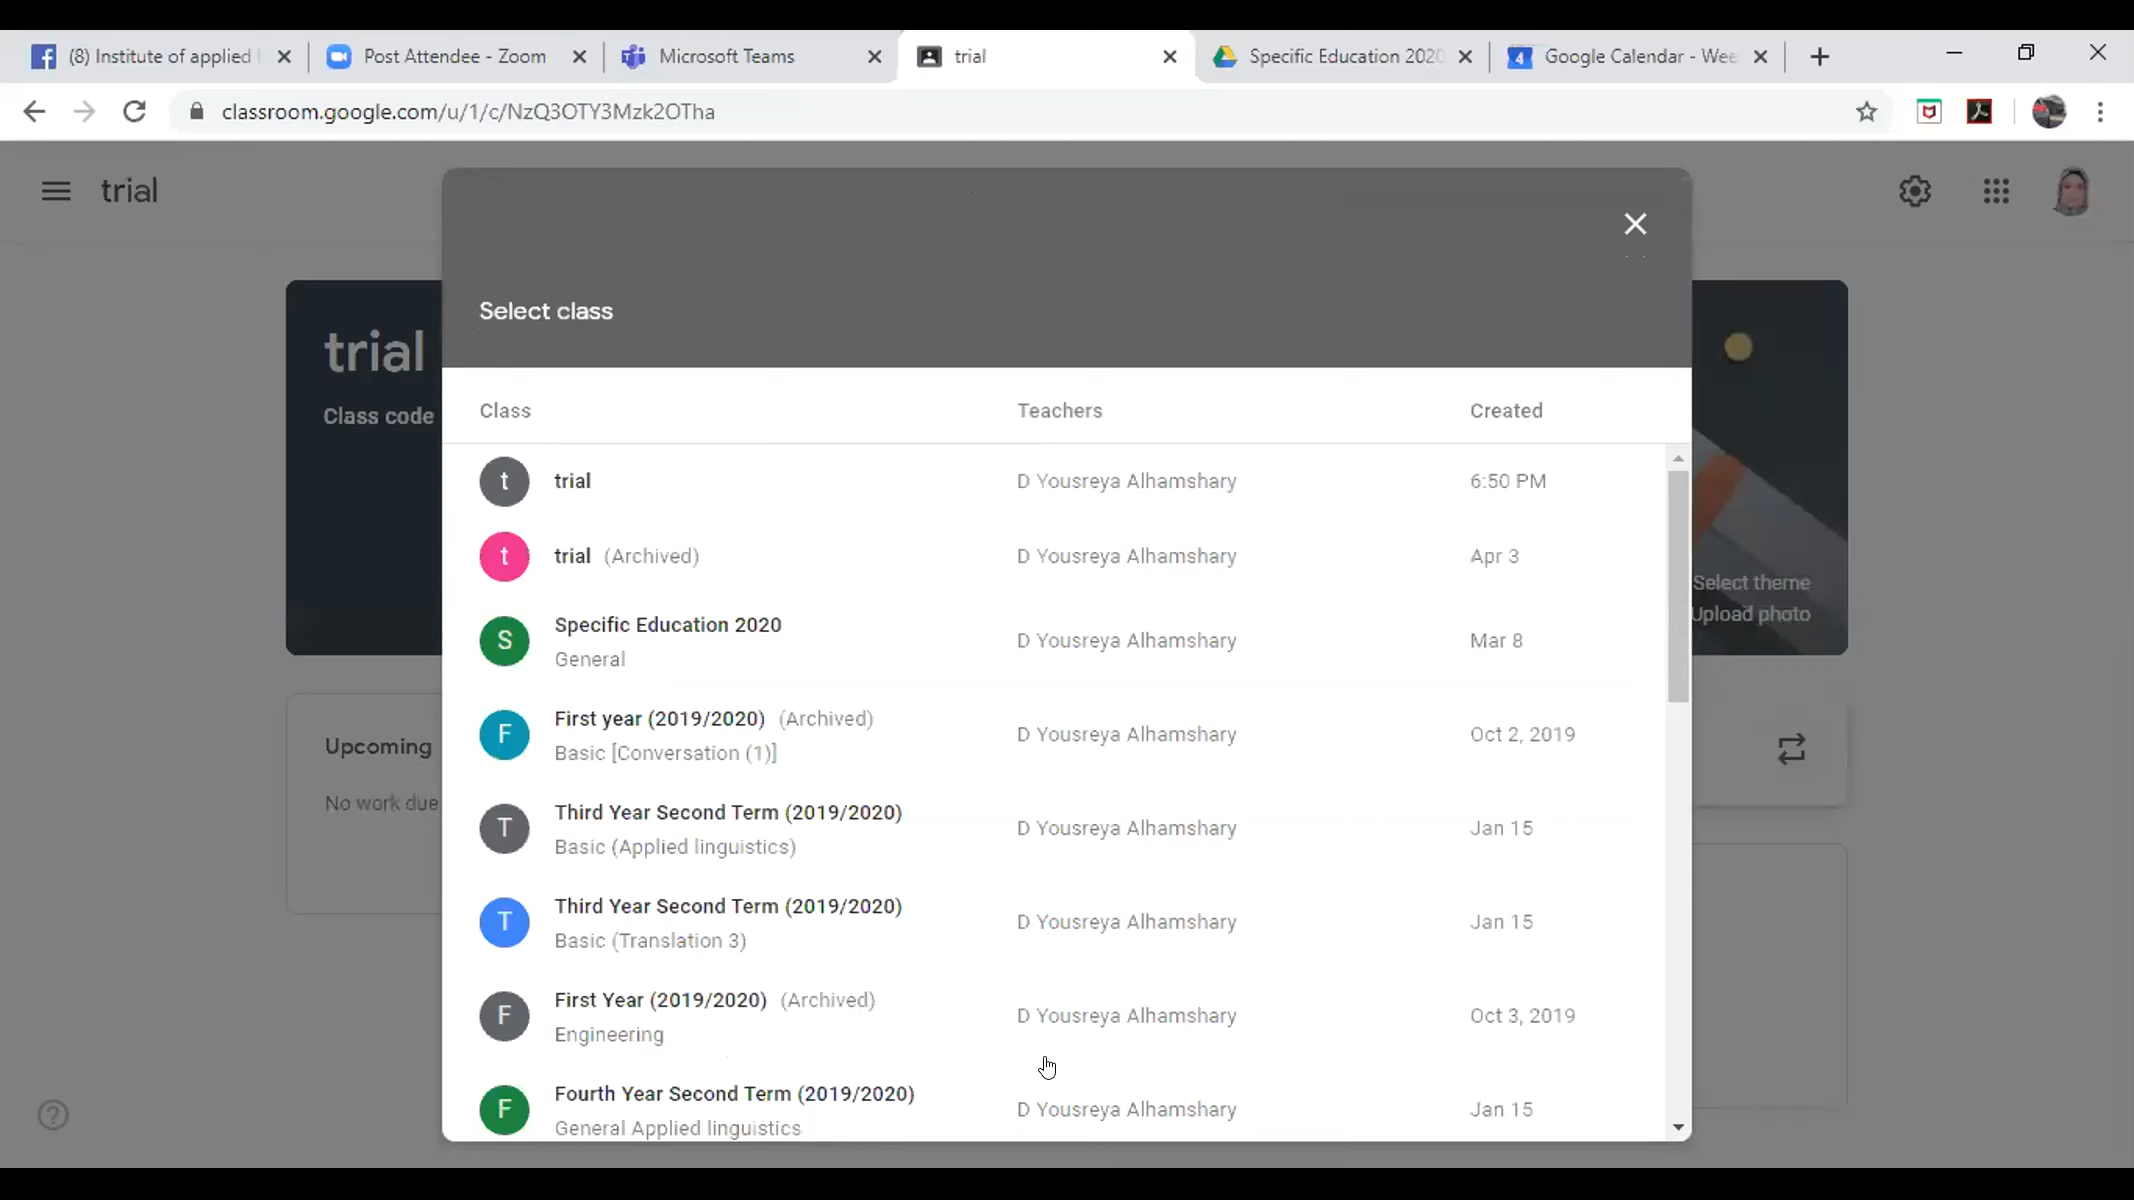 (8) Institute of applied
Post Attendee - Zoom
Microsoft Teams
trial
Specific Education 2020
4
Google Calendar - Wee
classroom.google.com/u/1/c/NzQ3OTY3Mzk2OTha
trial
Select class
trial
Class code
Class
Teachers
Created
t
trial
D Yousreya Alhamshary
6:50 PM
t
trial (Archived)
D Yousreya Alhamshary
Apr 3
Select theme
Upload photo
S
Specific Education 2020
General
D Yousreya Alhamshary
Mar 8
F
First year (2019/2020) (Archived)
Basic [Conversation (1)]
D Yousreya Alhamshary
Oct 2, 2019
Upcoming
No work due
T
Third Year Second Term (2019/2020)
Basic (Applied linguistics)
D Yousreya Alhamshary
Jan 15
T
Third Year Second Term (2019/2020)
Basic (Translation 3)
D Yousreya Alhamshary
Jan 15
F
First Year (2019/2020) (Archived)
Engineering
D Yousreya Alhamshary
Oct 3, 2019
F
Fourth Year Second Term (2019/2020)
General Applied linguistics
D Yousreya Alhamshary
Jan 15